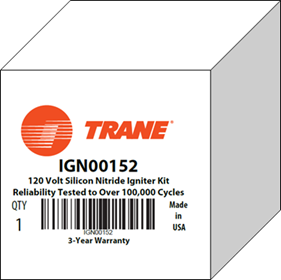 TRANE®
IGN00152
120 Volt Silicon Nitride Igniter Kit
Reliability Tested to Over 100,000 Cycles
QTY
1
IGN00152
Made in USA
3-Year Warranty